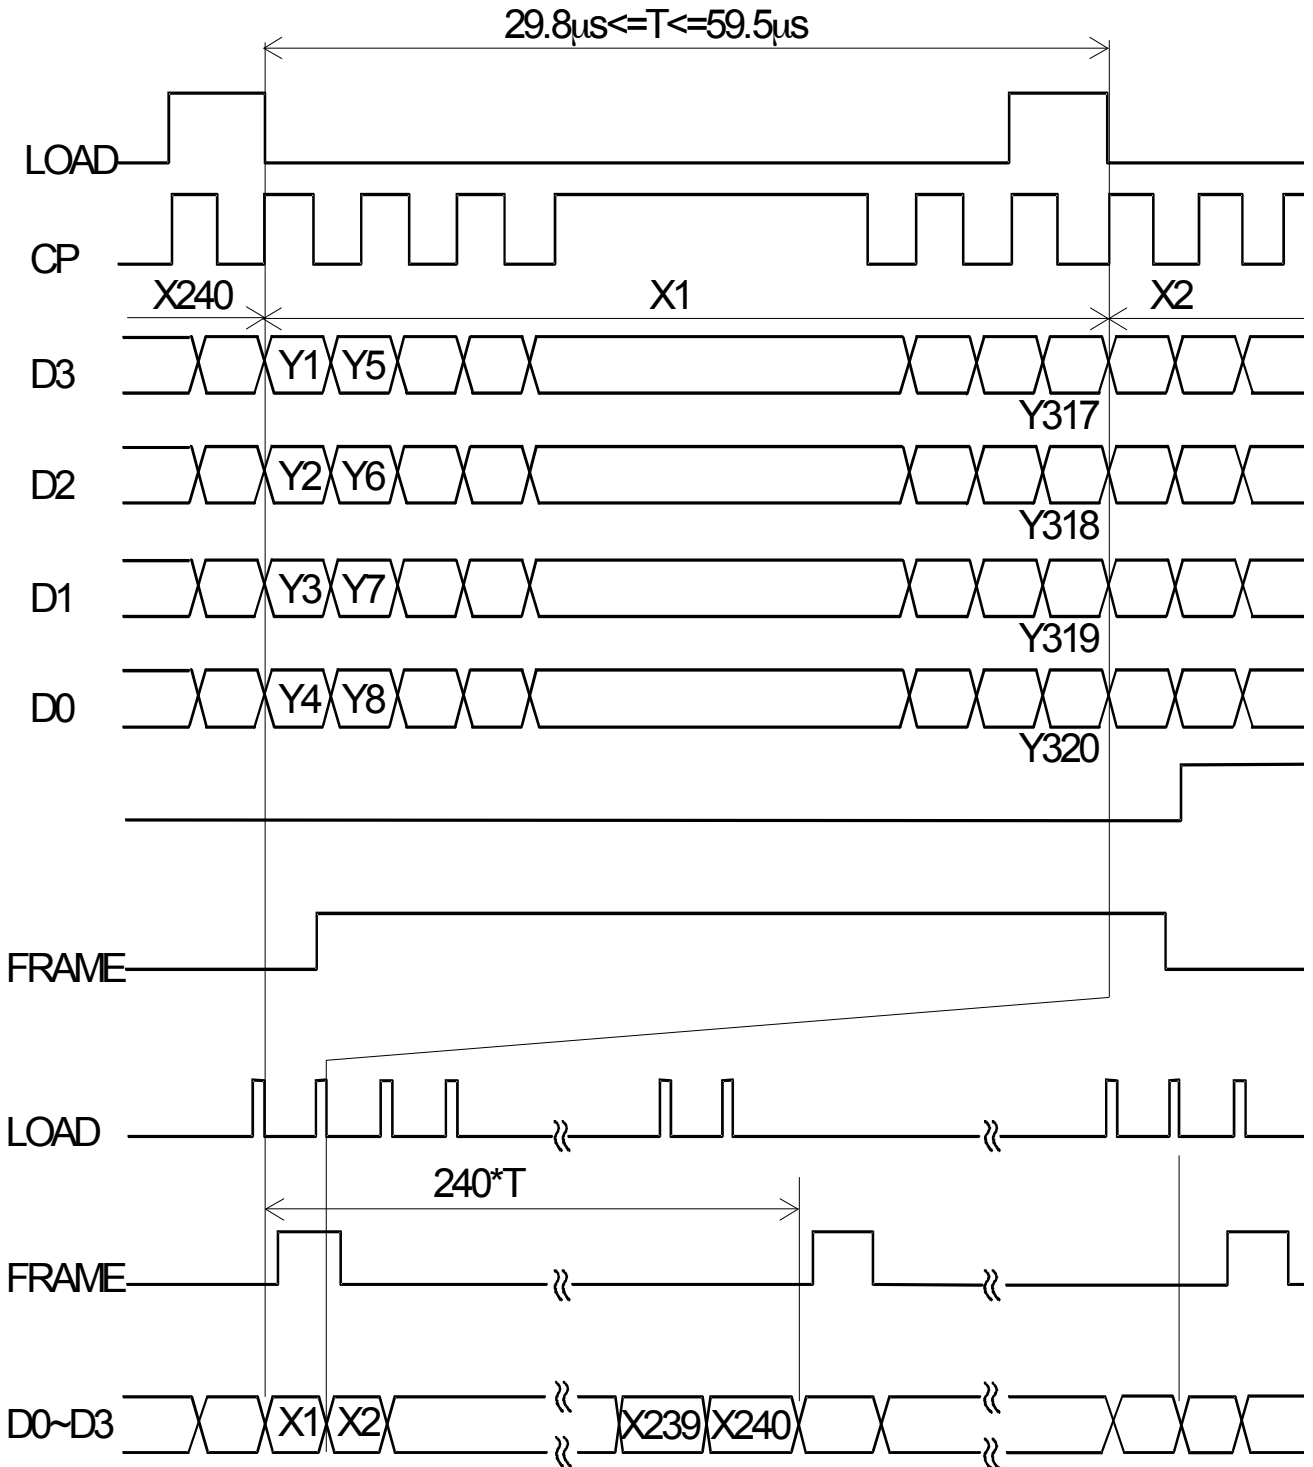 29.8μs<=T<=59.5μs
LOAD
CP
X240 X1 X2
D3 Y1 Y5
Y317
D2 Y2 Y6
Y318
D1 Y3 Y7
Y319
D0 Y4 Y8
Y320
FRAME
LOAD
240*T
FRAME
D0~D3 X1 X2 X239 X240